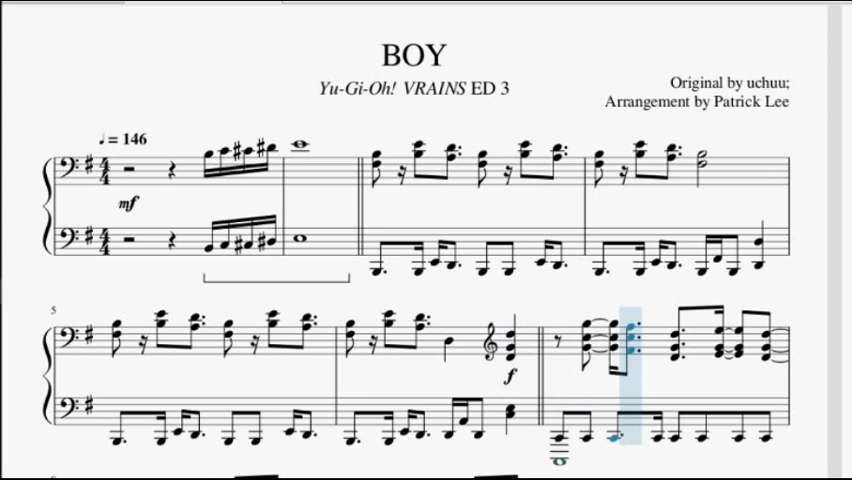 BOY
Yu-Gi-Oh! VRAINS ED 3
Original by uchuu;
Arrangement by Patrick Lee
♩ = 146
mf
5
f